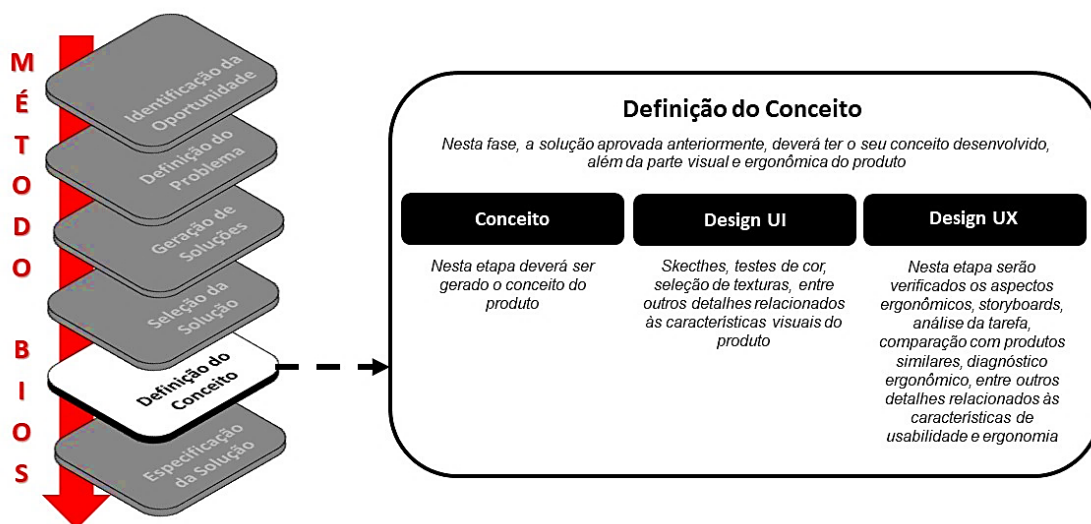 MÉTODO BIOS
Identificação da
Oportunidade
Definição do
Problema
Geração de
Soluções
Seleção da
Solução
Definição do
Conceito
Especificação
da Solução
Definição do Conceito
Nesta fase, a solução aprovada anteriormente, deverá ter o seu conceito desenvolvido,
além da parte visual e ergonômica do produto
Conceito
Nesta etapa deverá ser
gerado o conceito do
produto
Design UI
Skecthes, testes de cor,
seleção de texturas, entre
outros detalhes relacionados
às características visuais do
produto
Design UX
Nesta etapa serão
verificados os aspectos
ergonômicos, storyboards,
análise da tarefa,
comparação com produtos
similares, diagnóstico
ergonômico, entre outros
detalhes relacionados às
características de
usabilidade e ergonomia